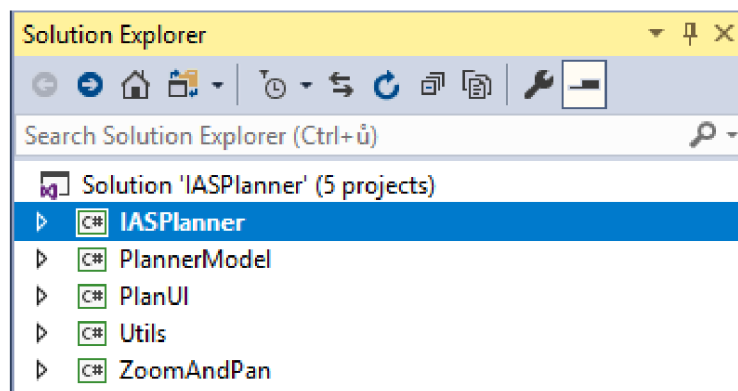 Solution Explorer
Search Solution Explorer (Ctrl+ů)
Solution 'IASPlanner' (5 projects)
C# IASPlanner
C# PlannerModel
C# PlanUI
C# Utils
C# ZoomAndPan